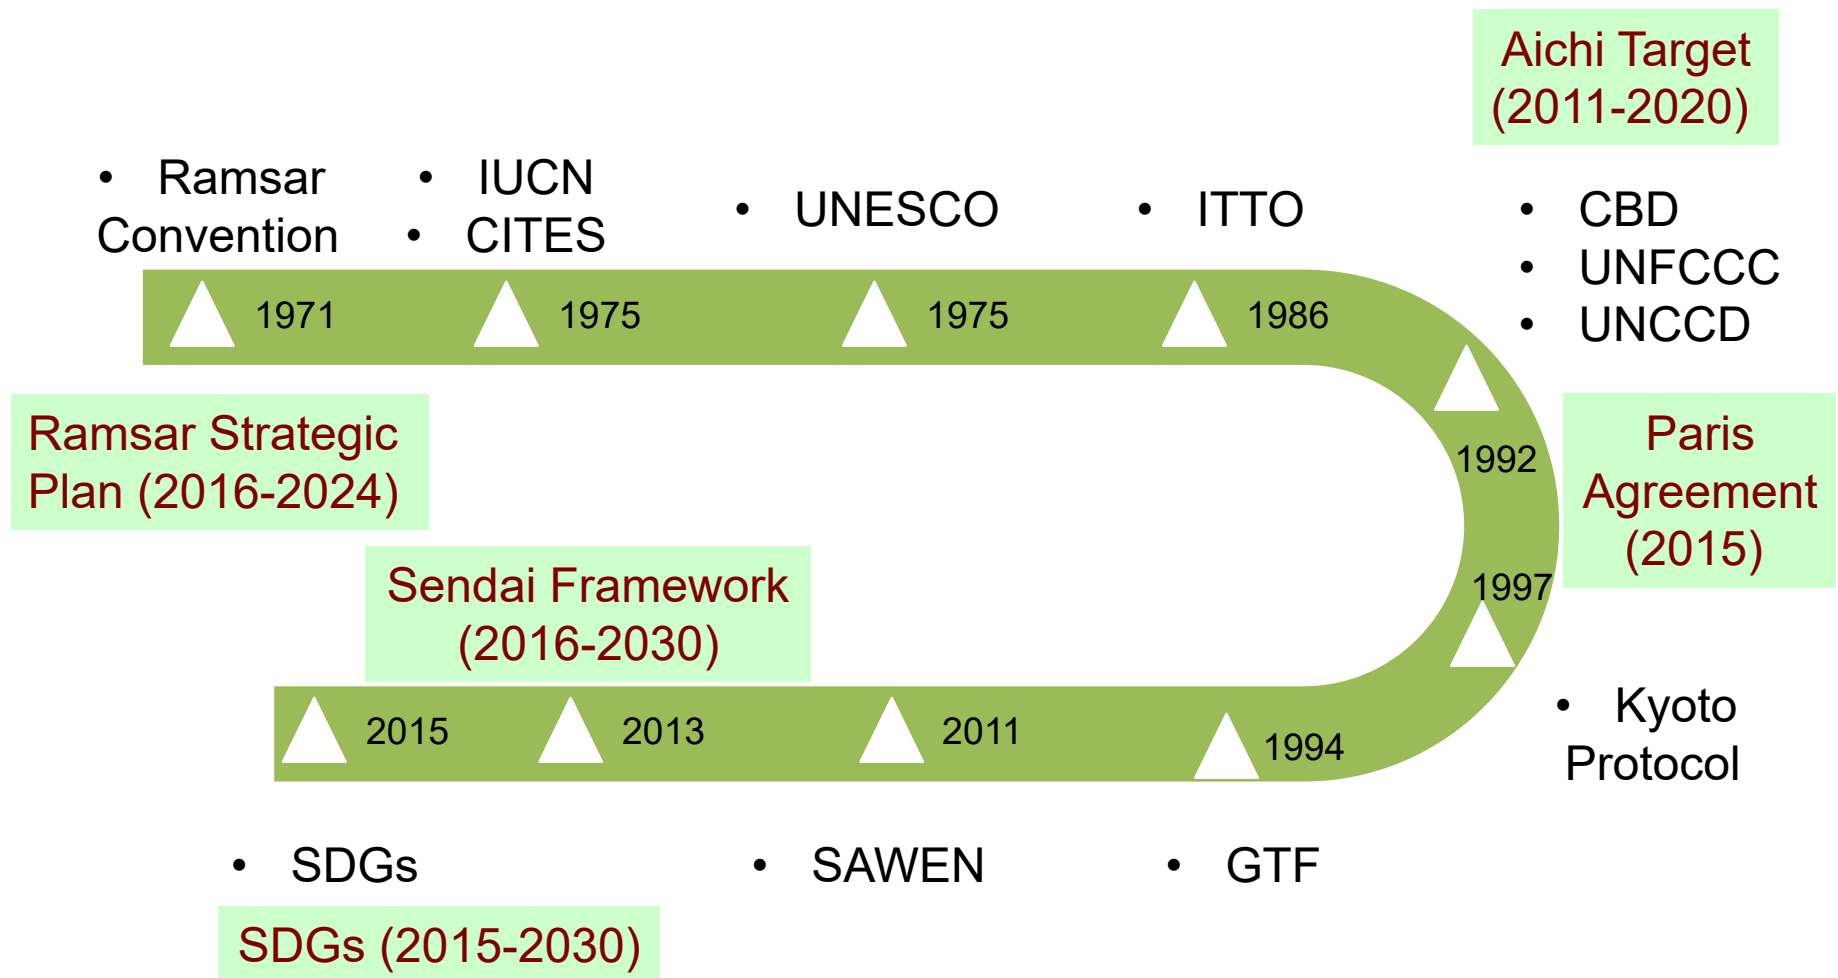 Aichi Target
(2011-2020)
• Ramsar
Convention
• IUCN
• CITES
• UNESCO
• ITTO
• CBD
• UNFCCC
• UNCCD
1971
1975
1975
1986
1992
Ramsar Strategic
Plan (2016-2024)
Paris
Agreement
(2015)
Sendai Framework
(2016-2030)
1997
• Kyoto
Protocol
2015
2013
2011
1994
• SDGs
• SAWEN
• GTF
SDGs (2015-2030)